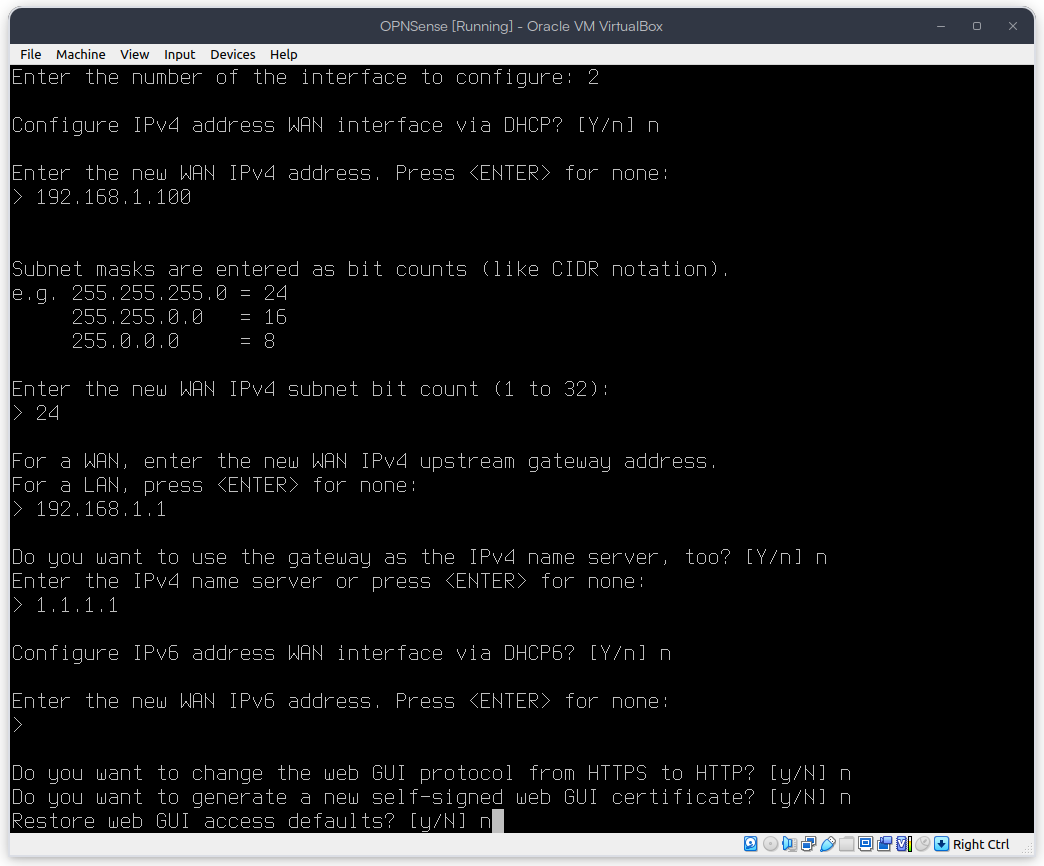 OPNSense [Running] - Oracle VM VirtualBox
File Machine View Input Devices Help
Enter the number of the interface to configure: 2
Configure IPv4 address WAN interface via DHCP? [Y/n] n
Enter the new WAN IPv4 address. Press <ENTER> for none:
> 192.168.1.100
Subnet masks are entered as bit counts (like CIDR notation).
e.g. 255.255.255.0 = 24
     255.255.0.0   = 16
     255.0.0.0     = 8
Enter the new WAN IPv4 subnet bit count (1 to 32):
> 24
For a WAN, enter the new WAN IPv4 upstream gateway address.
For a LAN, press <ENTER> for none:
> 192.168.1.1
Do you want to use the gateway as the IPv4 name server, too? [Y/n] n
Enter the IPv4 name server or press <ENTER> for none:
> 1.1.1.1
Configure IPv6 address WAN interface via DHCP6? [Y/n] n
Enter the new WAN IPv6 address. Press <ENTER> for none:
>
Do you want to change the web GUI protocol from HTTPS to HTTP? [y/N] n
Do you want to generate a new self-signed web GUI certificate? [y/N] n
Restore web GUI access defaults? [y/N] n
Right Ctrl